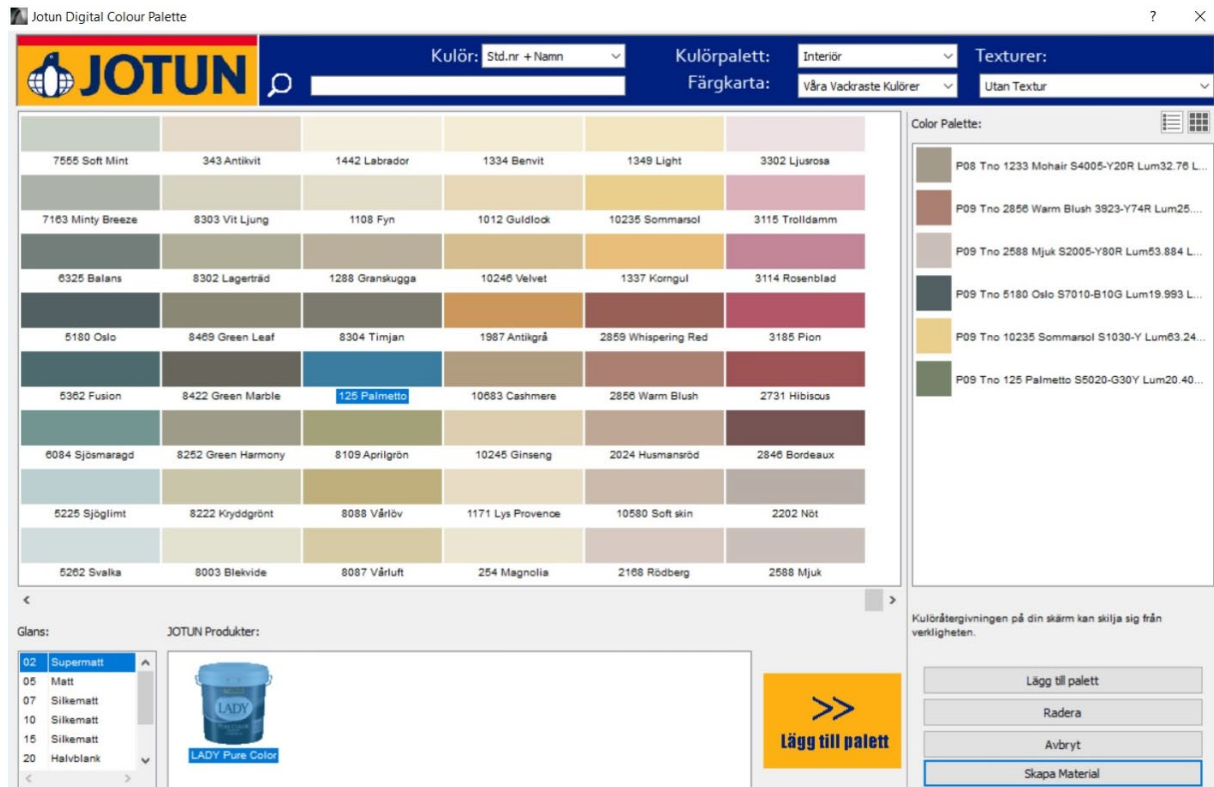 Jotun Digital Colour Palette
? ×
JOTUN
Kulör: Std.nr + Namn
Kulörpalett: Interiör
Färgkarta: Våra Vackraste Kulörer
Texturer:
Utan Textur
7555 Soft Mint 343 Antikvit 1442 Labrador 1334 Benvit 1349 Light 3302 Ljusrosa
7163 Minty Breeze 8303 Vit Ljung 1108 Fyn 1012 Guldlock 10235 Sommarsol 3115 Trolldamm
6325 Balans 8302 Lagerträd 1288 Granskugga 10246 Velvet 1337 Korngul 3114 Rosenblad
5180 Oslo 8469 Green Leaf 8304 Timjan 1987 Antikgrå 2859 Whispering Red 3185 Pion
5362 Fusion 8422 Green Marble 125 Palmetto 10683 Cashmere 2856 Warm Blush 2731 Hibiscus
6084 Sjösmaragd 8252 Green Harmony 8109 Aprilgrön 10245 Ginseng 2024 Husmansröd 2846 Bordeaux
5225 Sjöglimt 8222 Kryddgrönt 8088 Vårlöv 1171 Lys Provence 10580 Soft skin 2202 Nöt
5262 Svalka 8003 Blekvide 8087 Vårluft 254 Magnolia 2168 Rödberg 2588 Mjuk
Color Palette:
P08 Tno 1233 Mohair S4005-Y20R Lum32.76 L...
P09 Tno 2856 Warm Blush 3923-Y74R Lum25....
P09 Tno 2588 Mjuk S2005-Y80R Lum53.884 L...
P09 Tno 5180 Oslo S7010-B10G Lum19.993 L...
P09 Tno 10235 Sommarsol S1030-Y Lum63.24...
P09 Tno 125 Palmetto S5020-G30Y Lum20.40...
Glans:
02 Supermatt
05 Matt
07 Silkematt
10 Silkematt
15 Silkematt
20 Halvblank
JOTUN Produkter:
LADY
LADY Pure Color
>>
Lägg till palett
Kulöråtergivningen på din skärm kan skilja sig från
verkligheten.
Lägg till palett
Radera
Avbryt
Skapa Material